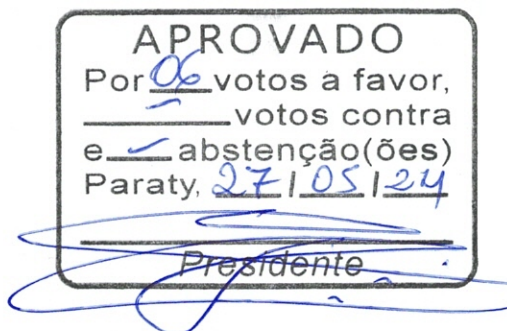 APROVADO
Por 06 votos a favor,
votos contra
e abstenção(ões)
Paraty, 27 / 05 / 24
Presidente